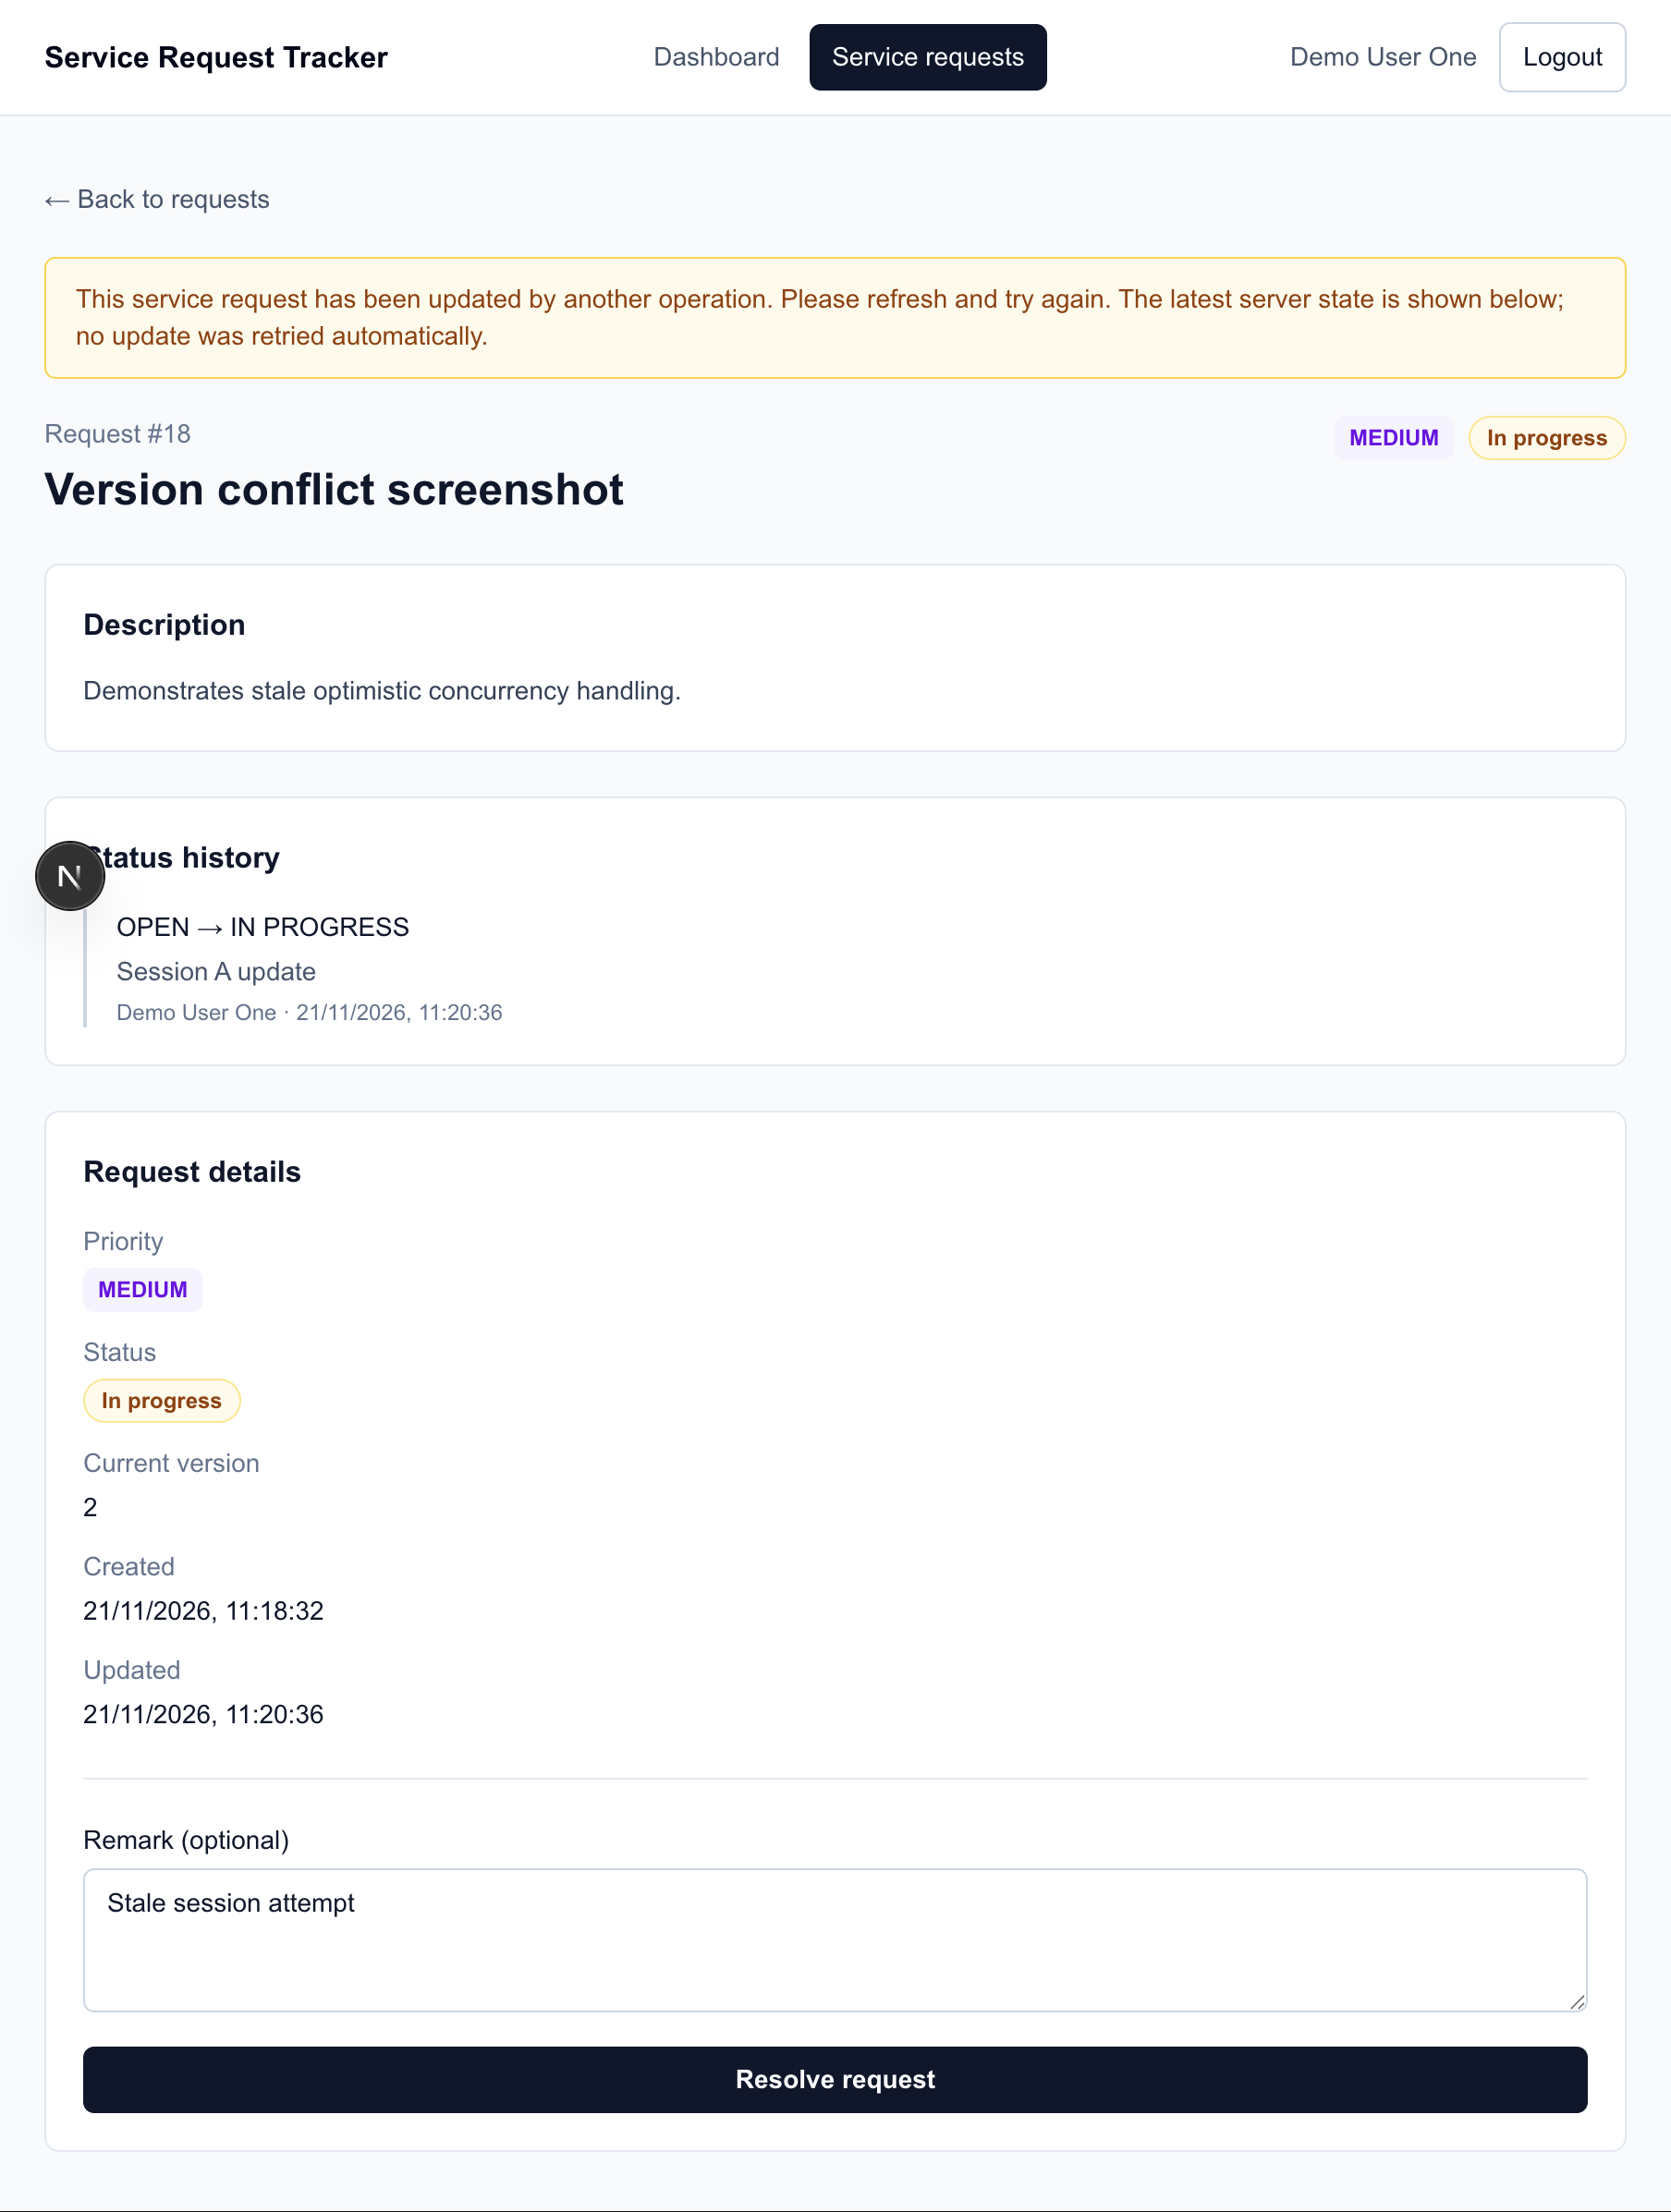 Service Request Tracker
Dashboard
Service requests
Demo User One
Logout
← Back to requests
This service request has been updated by another operation. Please refresh and try again. The latest server state is shown below;
no update was retried automatically.
Request #18
MEDIUM
In progress
Version conflict screenshot
Description
Demonstrates stale optimistic concurrency handling.
Status history
N
OPEN → IN PROGRESS
Session A update
Demo User One · 21/11/2026, 11:20:36
Request details
Priority
MEDIUM
Status
In progress
Current version
2
Created
21/11/2026, 11:18:32
Updated
21/11/2026, 11:20:36
Remark (optional)
Stale session attempt
Resolve request